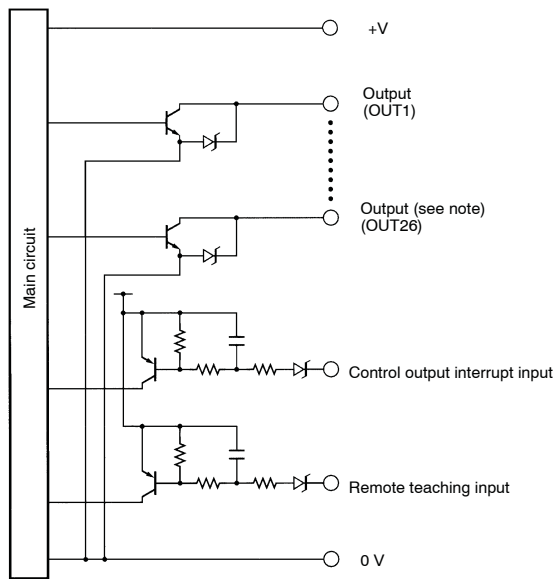 +V
Output
(OUT1)
Output (see note)
(OUT26)
Main circuit
Control output interrupt input
Remote teaching input
0 V